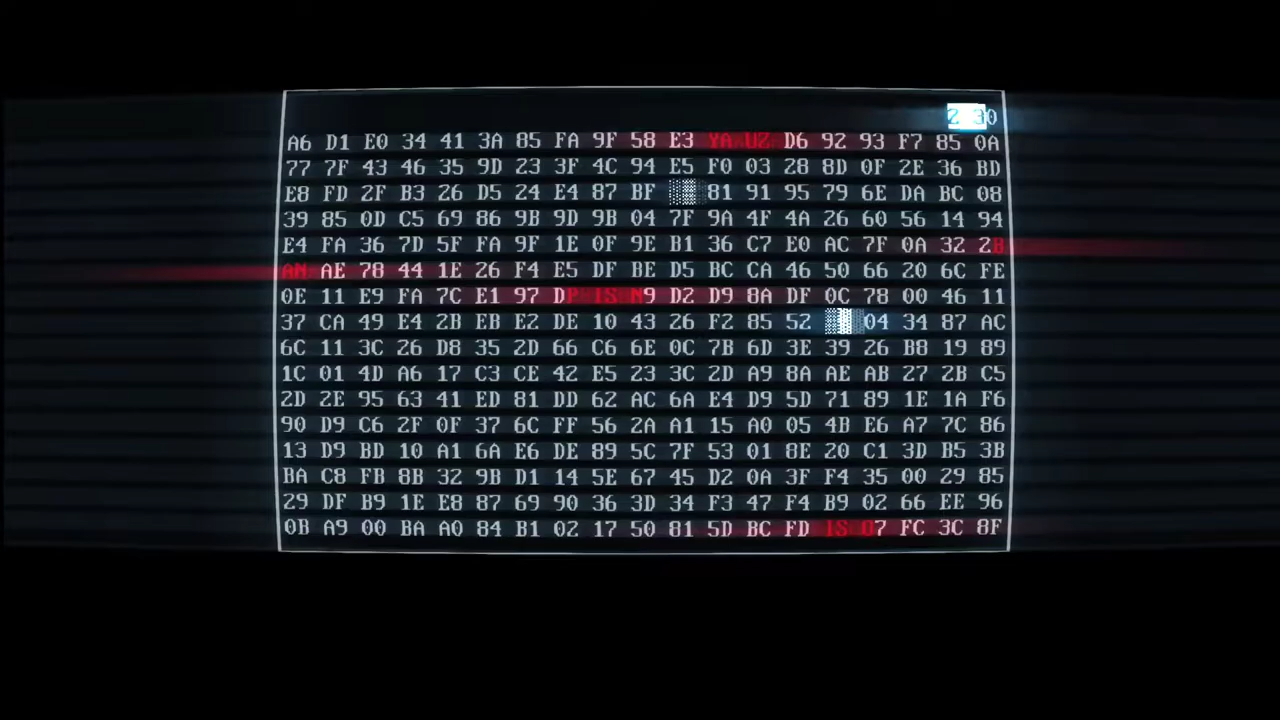 A6 D1 E0 34 41 3A 85 FA 9F 58 E3 YA UZ D6 92 93 F7 85 0A
77 7F 43 46 35 9D 23 3F 4C 94 E5 F0 03 28 8D 0F 2E 36 BD
E8 FD 2F B3 26 D5 24 E4 87 BF 81 91 95 79 6E DA BC 08
39 85 0D C5 69 86 9B 9D 9B 04 7F 9A 4F 4A 26 60 56 14 94
E4 FA 36 7D 5F FA 9F 1E 0F 9E B1 36 C7 E0 AC 7F 0A 32 2B
AN AE 78 44 1E 26 F4 E5 DF BE D5 BC CA 46 50 66 20 6C FE
0E 11 E9 FA 7C E1 97 DP IS N9 D2 D9 8A DF 0C 78 00 46 11
37 CA 49 E4 2B EB E2 DE 10 43 26 F2 85 52 04 34 87 AC
6C 11 3C 26 D8 35 2D 66 C6 6E 0C 7B 6D 3E 39 26 B8 19 89
1C 01 4D A6 17 C3 CE 42 E5 23 3C 2D A9 8A AE AB 27 2B C5
2D 2E 95 63 41 ED 81 DD 62 AC 6A E4 D9 5D 71 89 1E 1A F6
90 D9 C6 2F 0F 37 6C FF 56 2A A1 15 A0 05 4B E6 A7 7C 86
13 D9 BD 10 A1 6A E6 DE 89 5C 7F 53 01 8E 20 C1 3D B5 3B
BA C8 FB 8B 32 9B D1 14 5E 67 45 D2 0A 3F F4 35 00 29 85
29 DF B9 1E E8 87 69 90 36 3D 34 F3 47 F4 B9 02 66 EE 96
0B A9 00 BA A0 84 B1 02 17 50 81 5D BC FD IS 07 FC 3C 8F